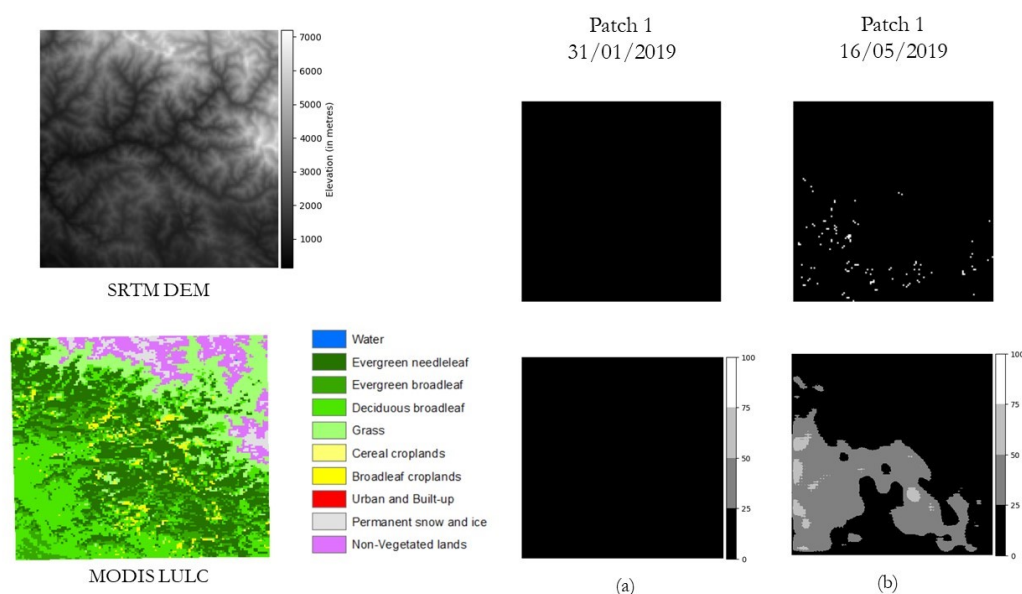 Patch 1
31/01/2019
Patch 1
16/05/2019
7000
6000
5000
4000
3000
2000
1000
Elevation (in metres)
SRTM DEM
Water
Evergreen needleleaf
Evergreen broadleaf
Deciduous broadleaf
Grass
Cereal croplands
Broadleaf croplands
Urban and Built-up
Permanent snow and ice
Non-Vegetated lands
MODIS LULC
100
75
50
25
0
100
75
50
25
0
(a)
(b)